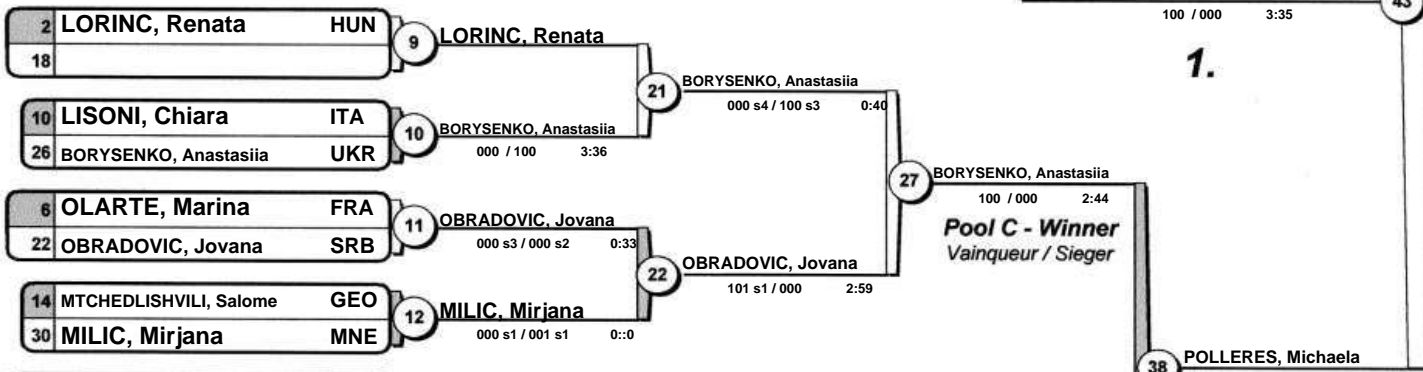 2 LORINC, Renata HUN
18
9 LORINC, Renata
10 LISONI, Chiara ITA
26 BORYSENKO, Anastasiia UKR
10 BORYSENKO, Anastasiia
000 / 100 3:36
21 BORYSENKO, Anastasiia
000 s4 / 100 s3 0:40
6 OLARTE, Marina FRA
22 OBRADOVIC, Jovana SRB
11 OBRADOVIC, Jovana
000 s3 / 000 s2 0:33
14 MTCHEDLISHVILI, Salome GEO
30 MILIC, Mirjana MNE
12 MILIC, Mirjana
000 s1 / 001 s1 0::0
22 OBRADOVIC, Jovana
101 s1 / 000 2:59
27 BORYSENKO, Anastasiia
100 / 000 2:44
Pool C - Winner
Vainqueur / Sieger
100 / 000 3:35
43
1.
38 POLLERES, Michaela